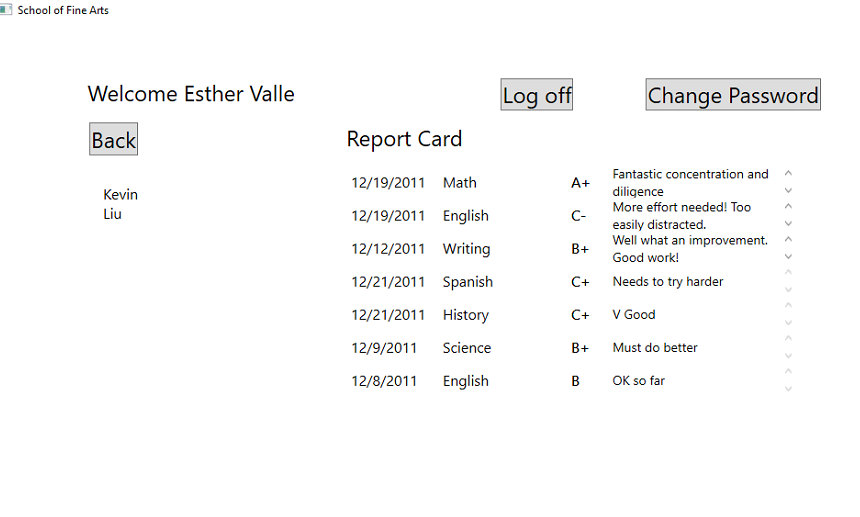 School of Fine Arts
Welcome Esther Valle
Log off
Change Password
Back
Report Card
Kevin
Liu
12/19/2011 Math A+ Fantastic concentration and
diligence
12/19/2011 English C- More effort needed! Too
easily distracted.
12/12/2011 Writing B+ Well what an improvement.
Good work!
12/21/2011 Spanish C+ Needs to try harder
12/21/2011 History C+ V Good
12/9/2011 Science B+ Must do better
12/8/2011 English B OK so far